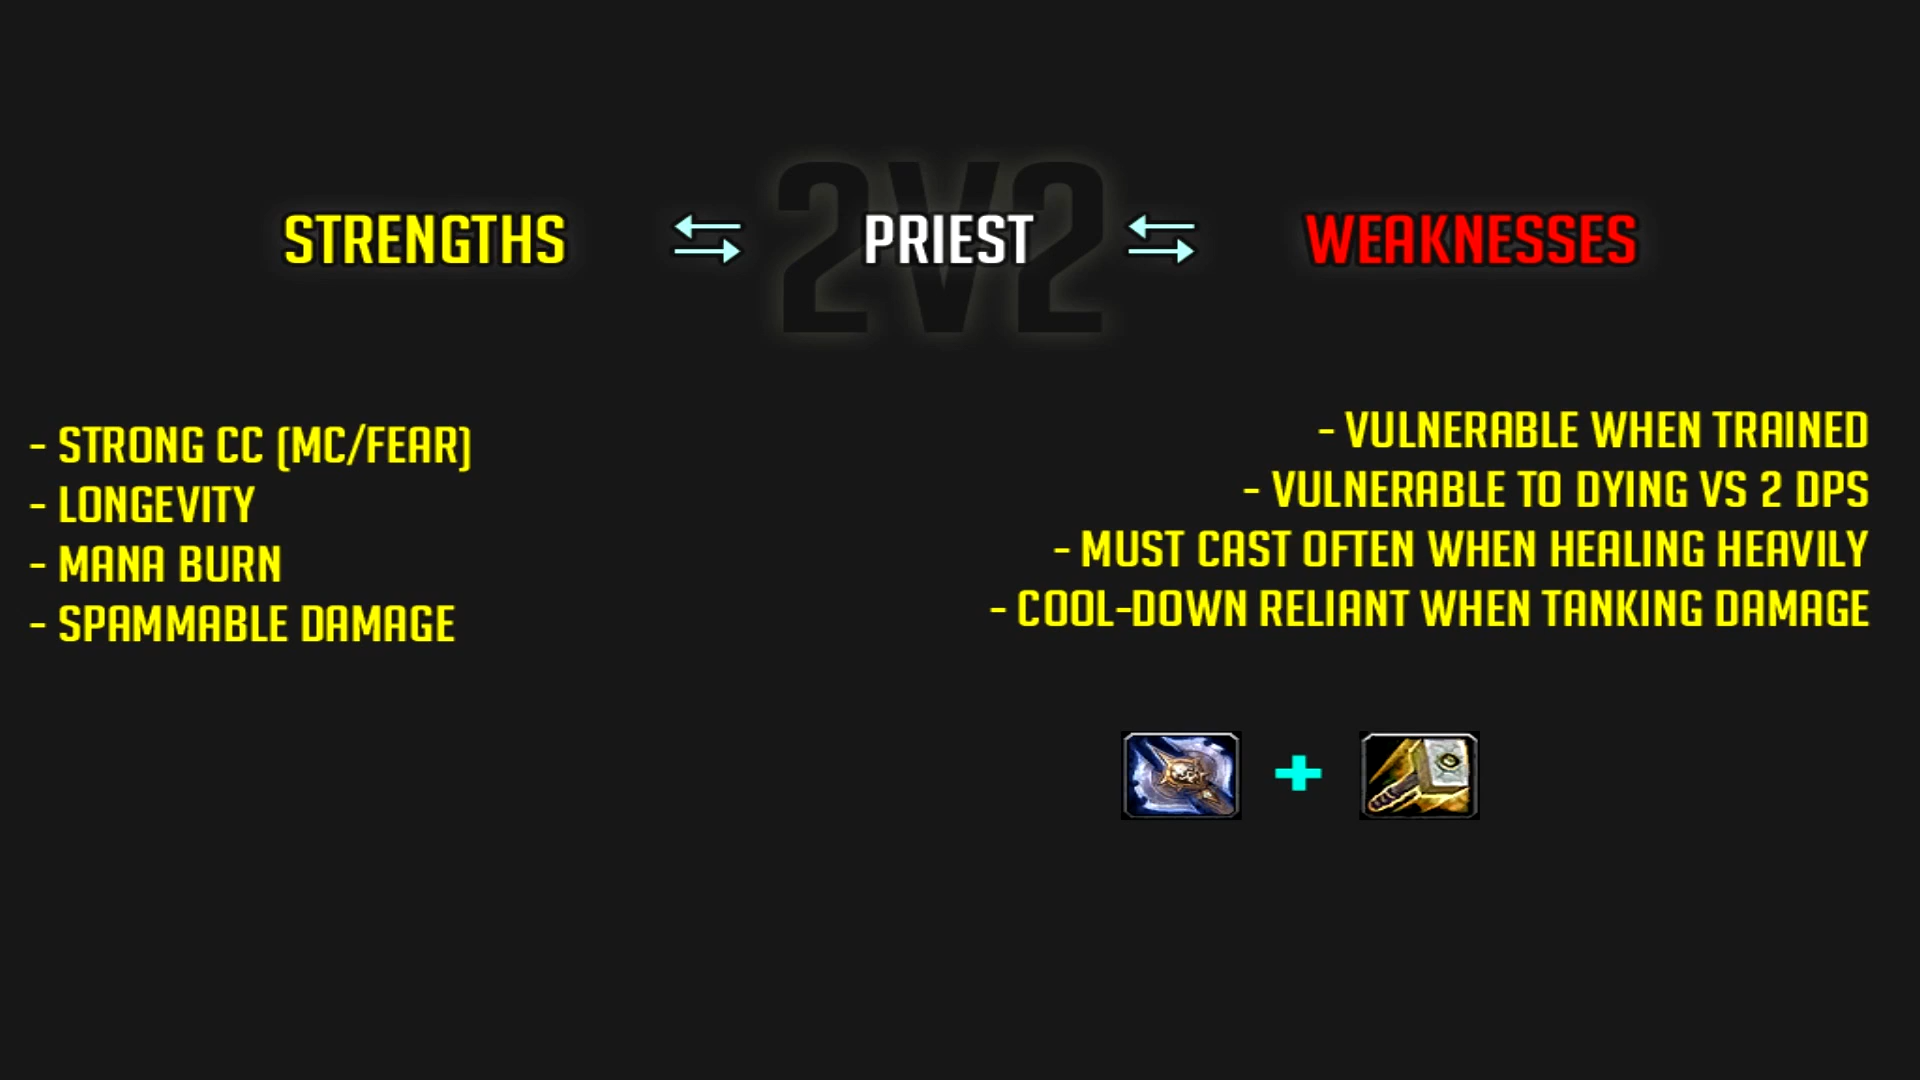 2V2
STRENGTHS
PRIEST
WEAKNESSES
- STRONG CC (MC/FEAR)
- LONGEVITY
- MANA BURN
- SPAMMABLE DAMAGE
- VULNERABLE WHEN TRAINED
- VULNERABLE TO DYING VS 2 DPS
- MUST CAST OFTEN WHEN HEALING HEAVILY
- COOL-DOWN RELIANT WHEN TANKING DAMAGE